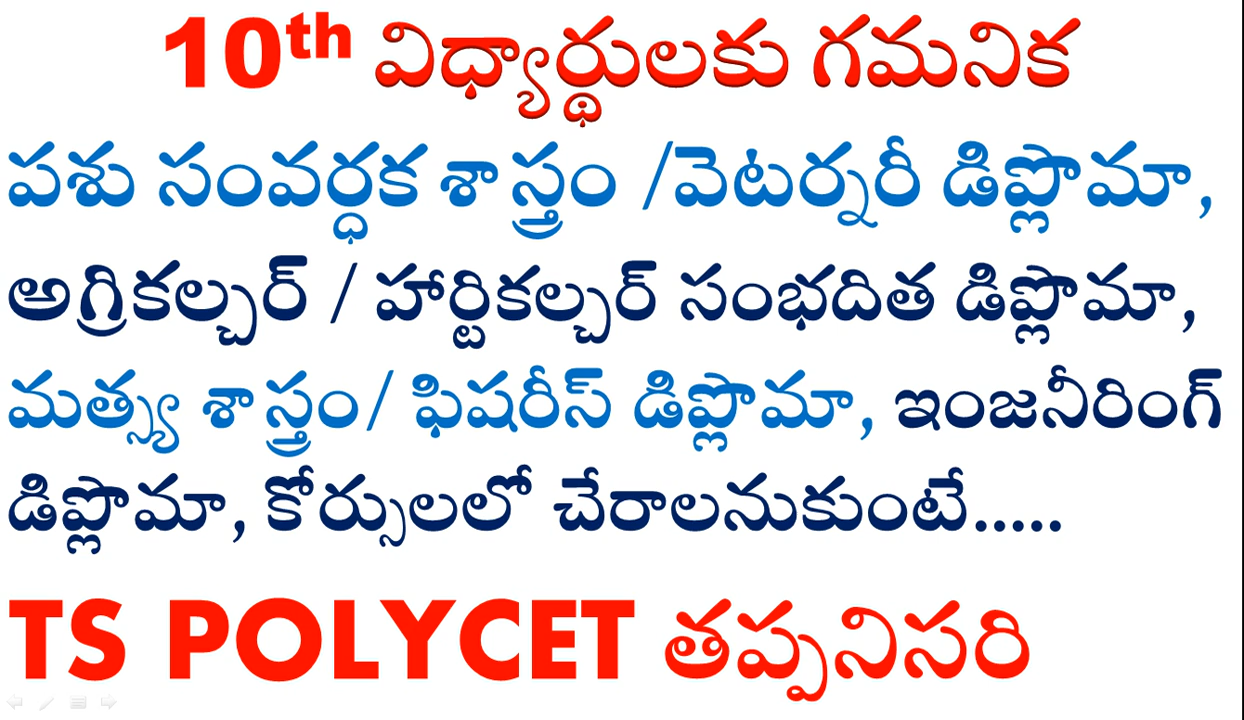 10th విధ్యార్థులకు గమనిక
పశు సంవర్ధక శాస్త్రం /వెటర్నరీ డిప్లొమా,
అగ్రికల్చర్ / హార్టికల్చర్ సంభదిత డిప్లొమా,
మత్స్య శాస్త్రం/ ఫిషరీస్ డిప్లొమా, ఇంజనీరింగ్
డిప్లొమా, కోర్సులలో చేరాలనుకుంటే.....
TS POLYCET తప్పనిసరి